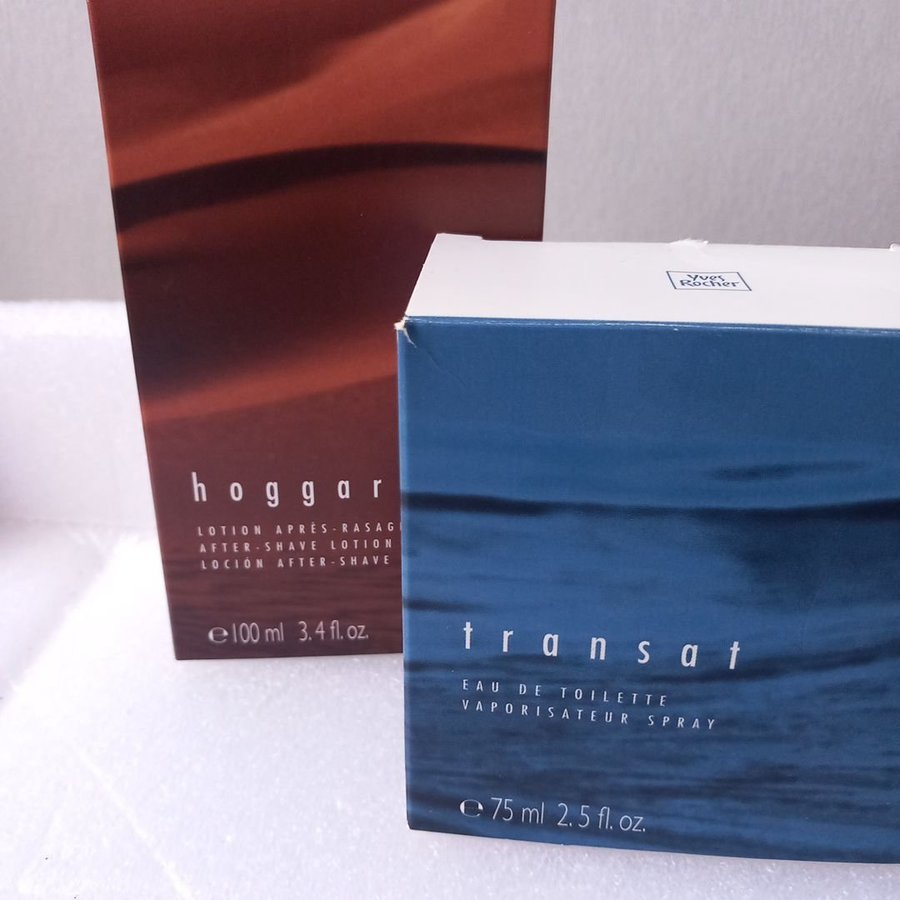 hoggar
LOTION APRÈS-RASAGE
AFTER-SHAVE LOTION
LOCIÓN AFTER-SHAVE
℮100 ml 3.4 fl. oz.
Yves
Rocher
transat
EAU DE TOILETTE
VAPORISATEUR SPRAY
℮ 75 ml 2.5 fl. oz.